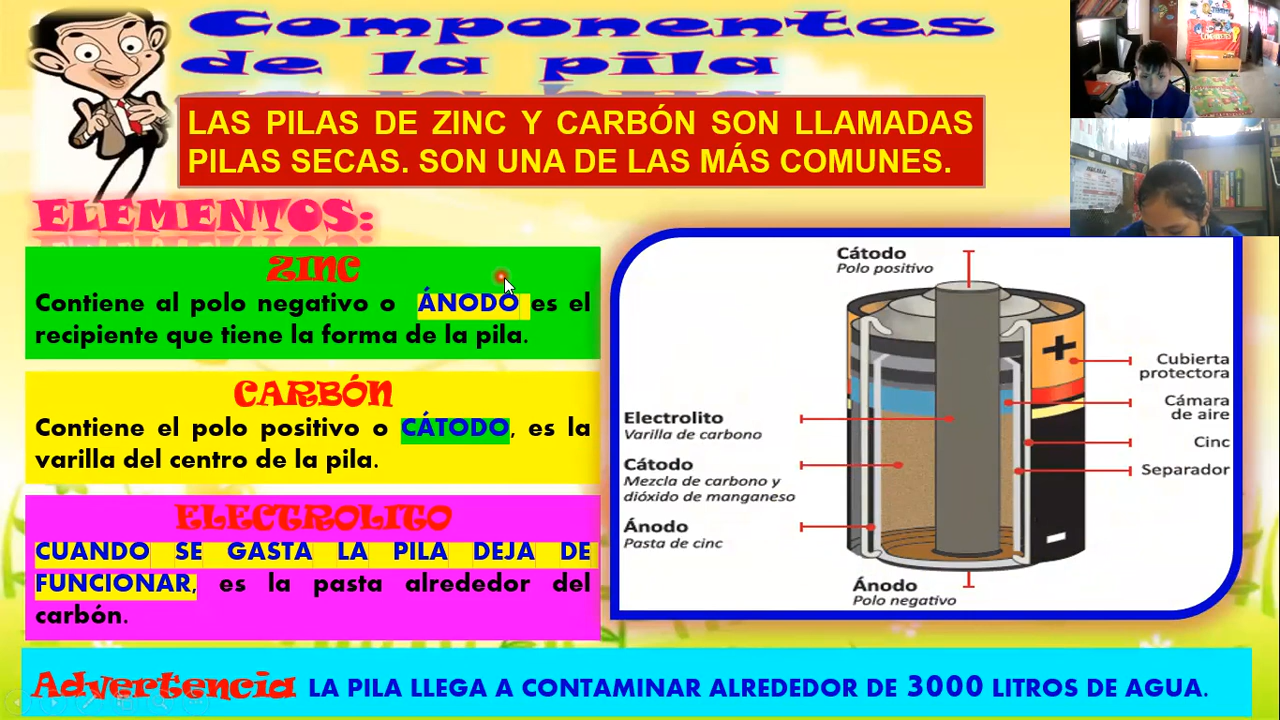 Componentes
de la pila
LAS PILAS DE ZINC Y CARBÓN SON LLAMADAS
PILAS SECAS. SON UNA DE LAS MÁS COMUNES.
ELEMENTOS:
ZINC
Contiene al polo negativo o ÁNODO es el
recipiente que tiene la forma de la pila.
CARBÓN
Contiene el polo positivo o CÁTODO, es la
varilla del centro de la pila.
ELECTROLITO
CUANDO SE GASTA LA PILA DEJA DE
FUNCIONAR, es la pasta alrededor del
carbón.
Cátodo
Polo positivo
+
Cubierta
protectora
Cámara
de aire
Cinc
Separador
Electrolito
Varilla de carbono
Cátodo
Mezcla de carbono y
dióxido de manganeso
Ánodo
Pasta de cinc
-
Ánodo
Polo negativo
Advertencia LA PILA LLEGA A CONTAMINAR ALREDEDOR DE 3000 LITROS DE AGUA.